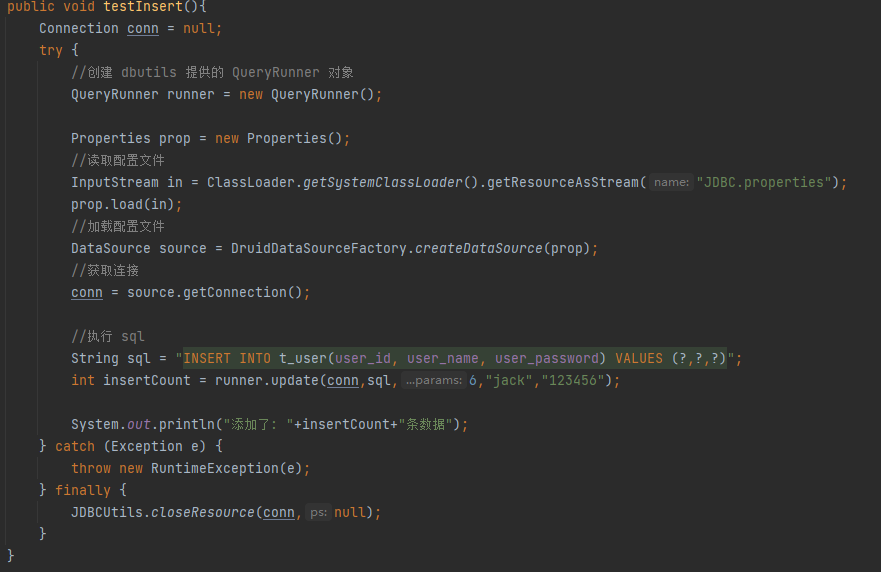 public void testInsert(){
Connection conn = null;
try {
//创建 dbutils 提供的 QueryRunner 对象
QueryRunner runner = new QueryRunner();
Properties prop = new Properties();
//读取配置文件
InputStream in = ClassLoader.getSystemClassLoader().getResourceAsStream( name: "JDBC.properties");
prop.load(in);
//加载配置文件
DataSource source = DruidDataSourceFactory.createDataSource(prop);
//获取连接
conn = source.getConnection();
//执行 sql
String sql = "INSERT INTO t_user(user_id, user_name, user_password) VALUES (?,?,?)";
int insertCount = runner.update(conn,sql, ...params: 6,"jack","123456");
System.out.println("添加了: "+insertCount+"条数据");
} catch (Exception e) {
throw new RuntimeException(e);
} finally {
JDBCUtils.closeResource(conn, ps: null);
}
}